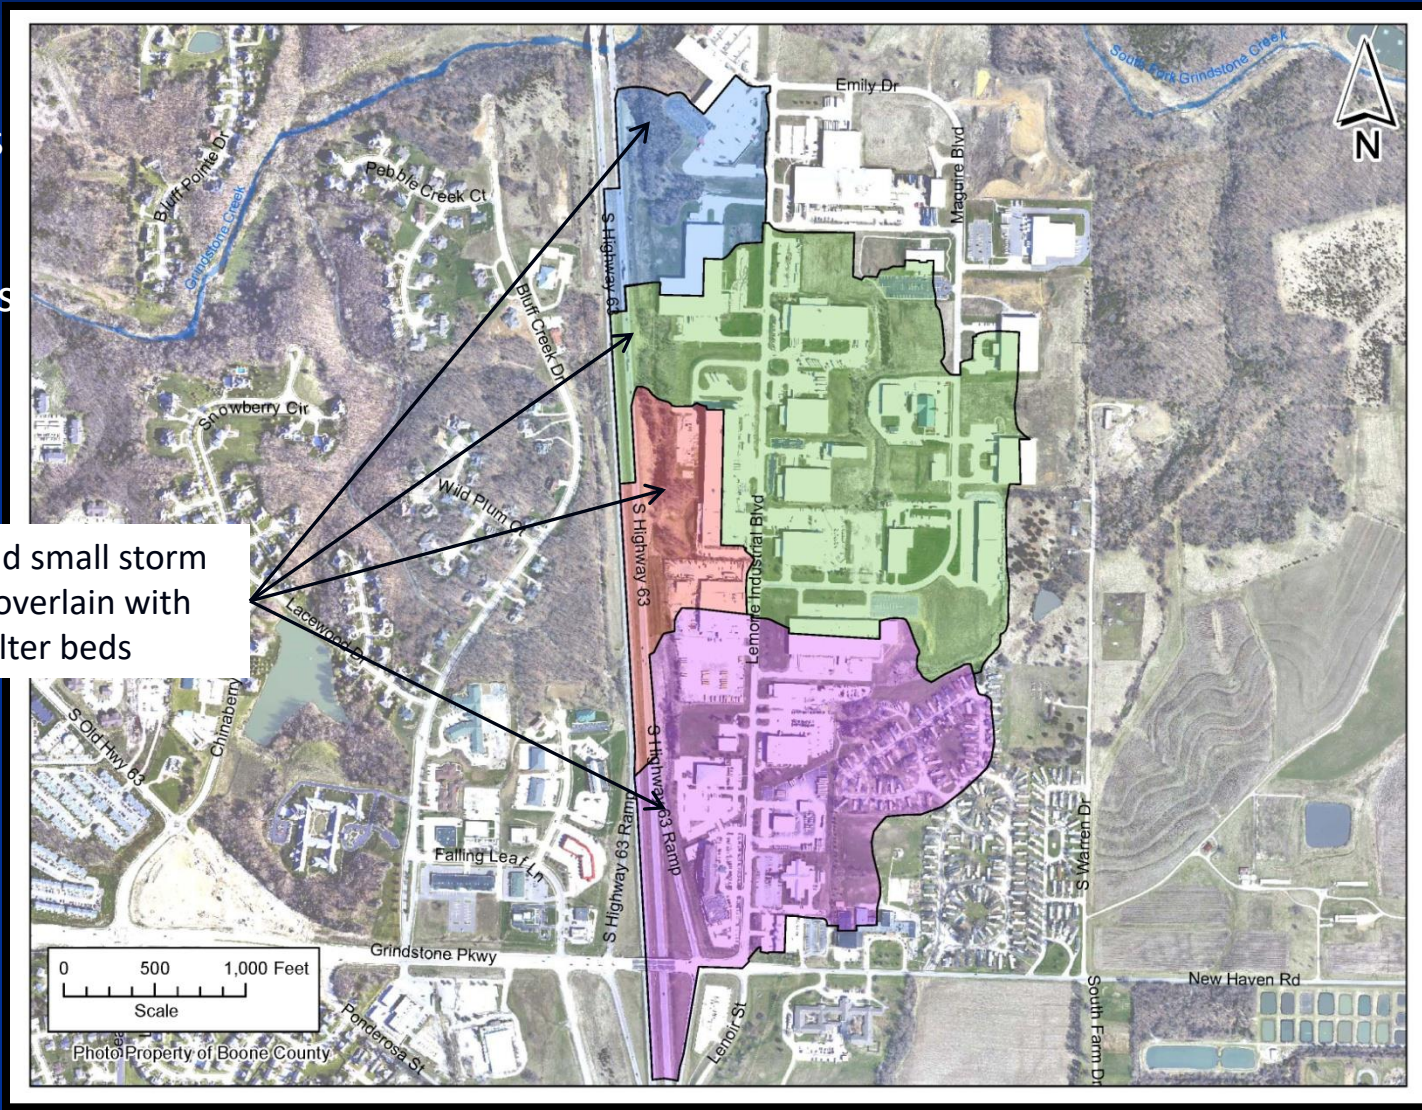 s
s
Emily Dr
South Fork Grindstone Creek
N
Bluff Pointe Dr
Pebble Creek Ct
Maguire Blvd
Grindstone Creek
S Highway 63
Bluff Creek Dr
Snowberry Cir
Wild Plum Ct
S Highway 63
Lemone Industrial Blvd
d small storm
overlain with
lter beds
Lacewood Dr
Chinaberry
S Old Hwy 63
S Highway 63 Ramp
S Highway 63 Ramp
Falling Leaf Ln
S Warren Dr
Grindstone Pkwy
New Haven Rd
0 500 1,000 Feet
Scale
Ponderosa St
Lenoir St
South Farm Dr
Photo Property of Boone County